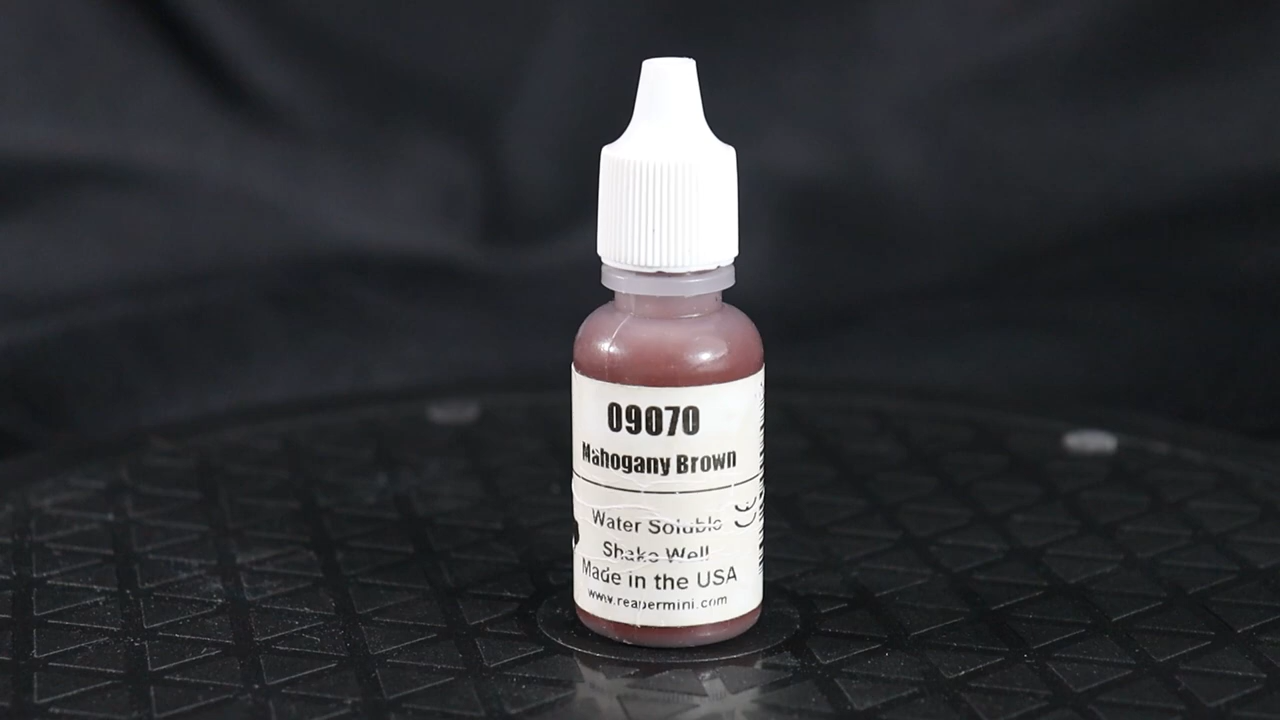 09070
Mahogany Brown
Water Soluble
Shake Well
Made in the USA
www.reapermini.com